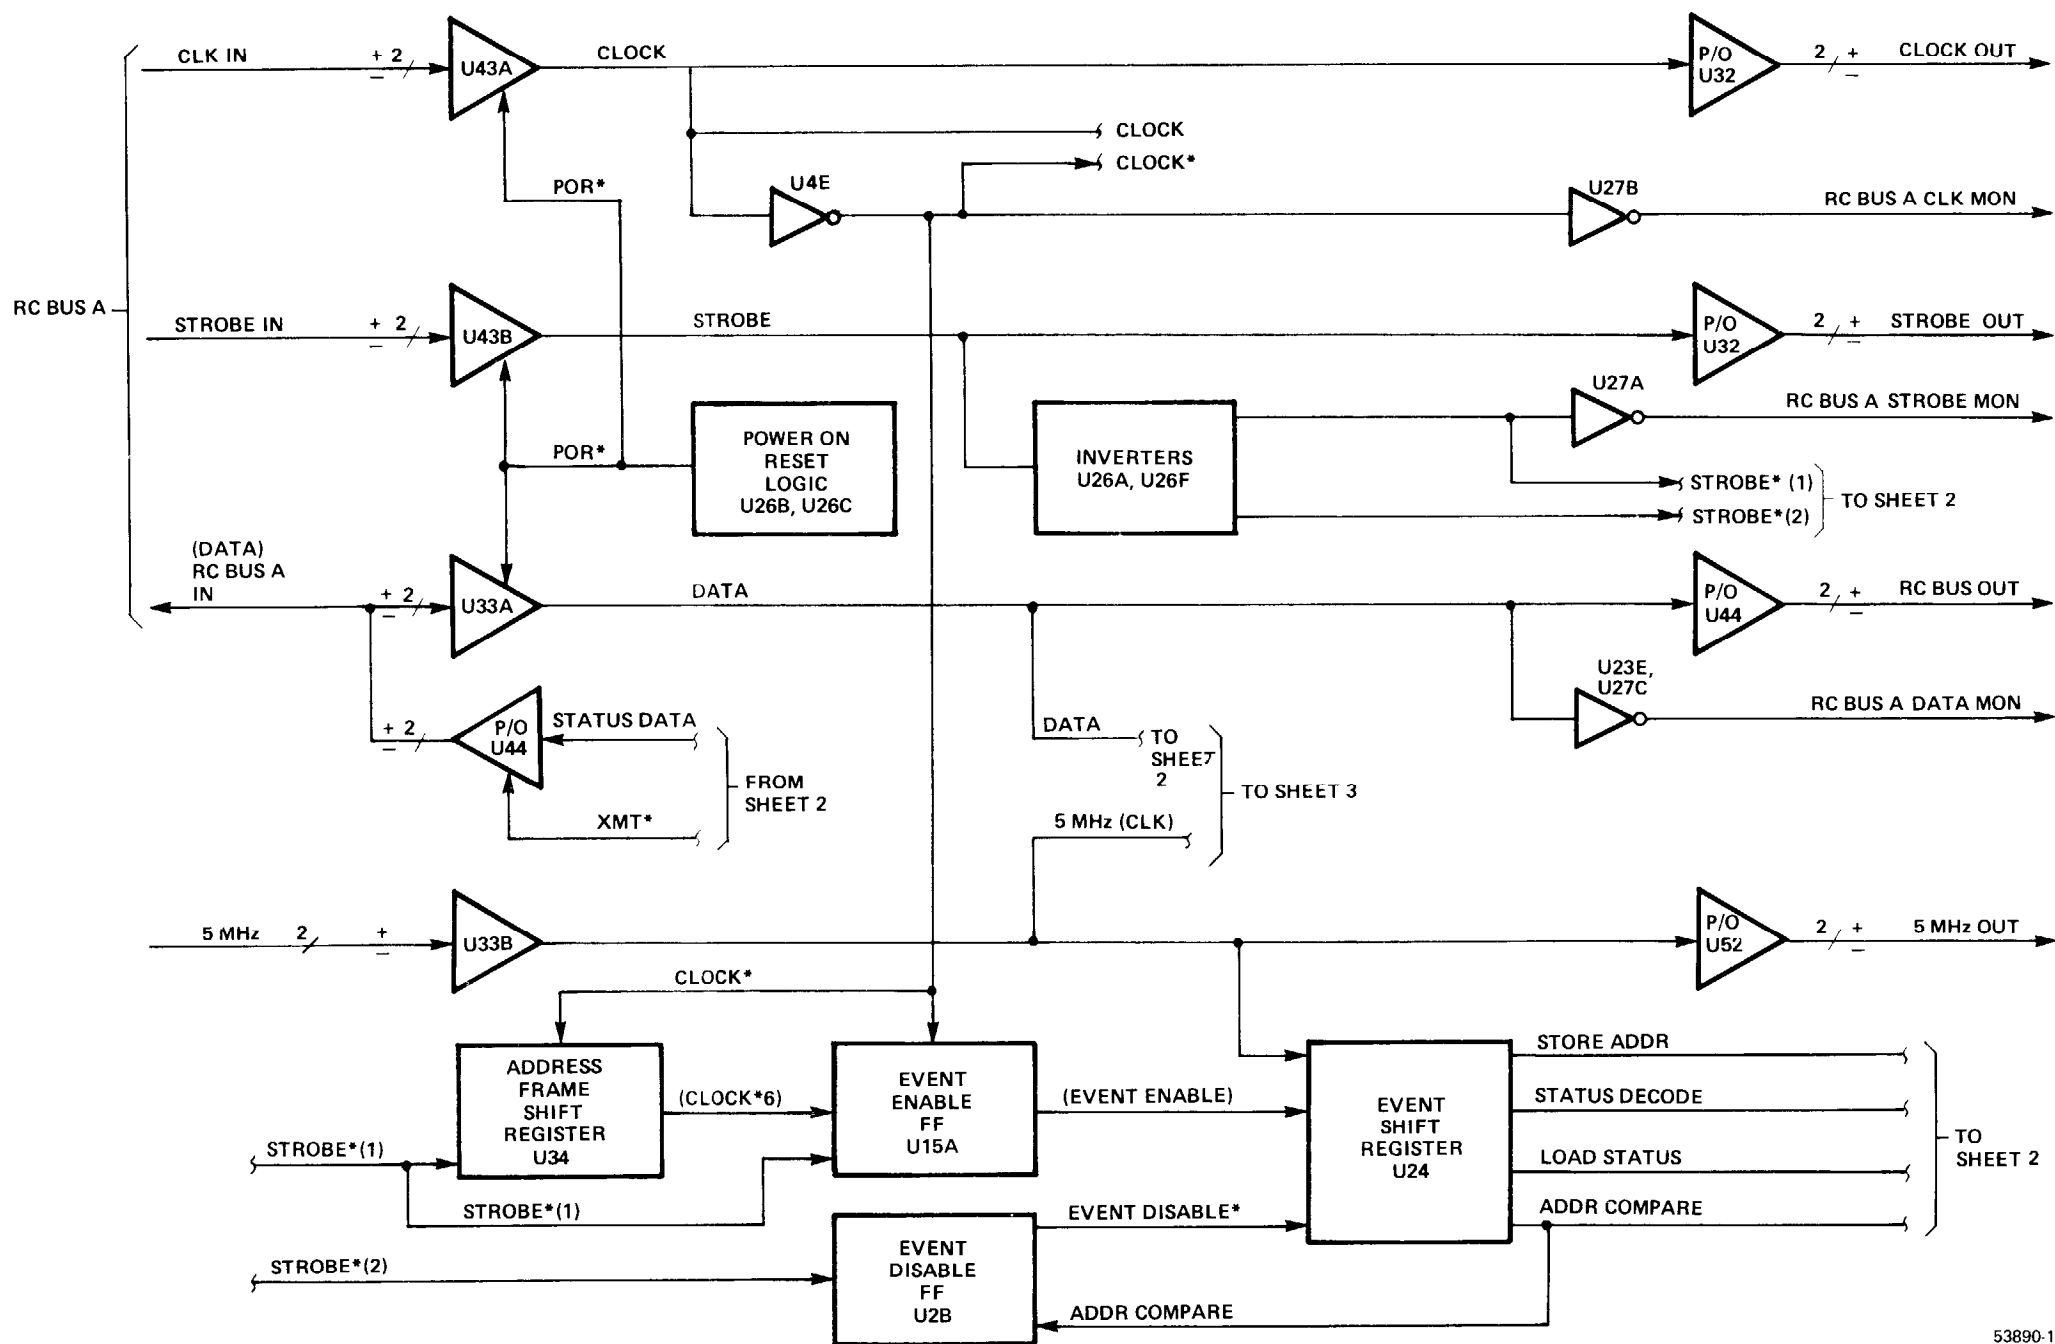 CLK IN
+ 2
−
U43A
CLOCK
P/O
U32
2 +
−
CLOCK OUT
CLOCK
CLOCK*
POR*
U4E
U27B
RC BUS A CLK MON
RC BUS A
STROBE IN
+ 2
−
U43B
STROBE
P/O
U32
2 +
−
STROBE OUT
U27A
RC BUS A STROBE MON
POR*
POWER ON
RESET
LOGIC
U26B, U26C
INVERTERS
U26A, U26F
STROBE* (1)
STROBE*(2)
TO SHEET 2
(DATA)
RC BUS A
IN
+ 2
−
U33A
DATA
P/O
U44
2 +
−
RC BUS OUT
U23E,
U27C
RC BUS A DATA MON
+ 2
−
P/O
U44
STATUS DATA
XMT*
FROM
SHEET 2
DATA
TO
SHEET
2
TO SHEET 3
5 MHz (CLK)
5 MHz 2 +
−
U33B
P/O
U52
2 +
−
5 MHz OUT
CLOCK*
ADDRESS
FRAME
SHIFT
REGISTER
U34
(CLOCK*6)
EVENT
ENABLE
FF
U15A
(EVENT ENABLE)
EVENT
SHIFT
REGISTER
U24
STORE ADDR
STATUS DECODE
LOAD STATUS
ADDR COMPARE
TO
SHEET 2
STROBE*(1)
STROBE*(1)
STROBE*(2)
EVENT
DISABLE
FF
U2B
EVENT DISABLE*
ADDR COMPARE
53890-1